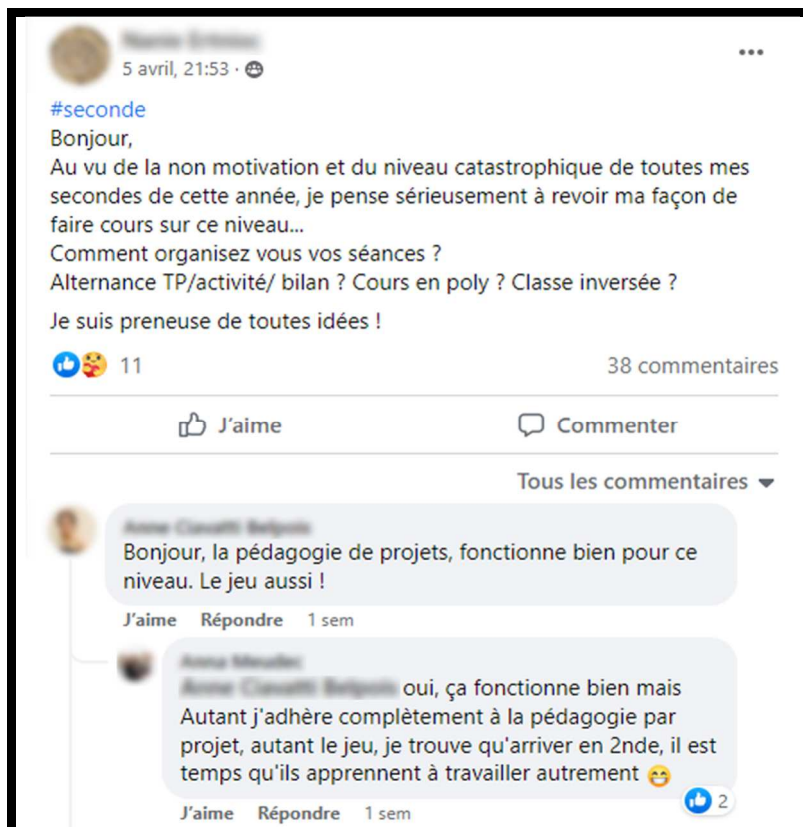 5 avril, 21:53 ·
#seconde
Bonjour,
Au vu de la non motivation et du niveau catastrophique de toutes mes
secondes de cette année, je pense sérieusement à revoir ma façon de
faire cours sur ce niveau...
Comment organisez vous vos séances ?
Alternance TP/activité/ bilan ? Cours en poly ? Classe inversée ?
Je suis preneuse de toutes idées !
11 38 commentaires
J'aime Commenter
Tous les commentaires
Bonjour, la pédagogie de projets, fonctionne bien pour ce
niveau. Le jeu aussi !
J'aime Répondre 1 sem
oui, ça fonctionne bien mais
Autant j'adhère complètement à la pédagogie par
projet, autant le jeu, je trouve qu'arriver en 2nde, il est
temps qu'ils apprennent à travailler autrement 😁
2
J'aime Répondre 1 sem